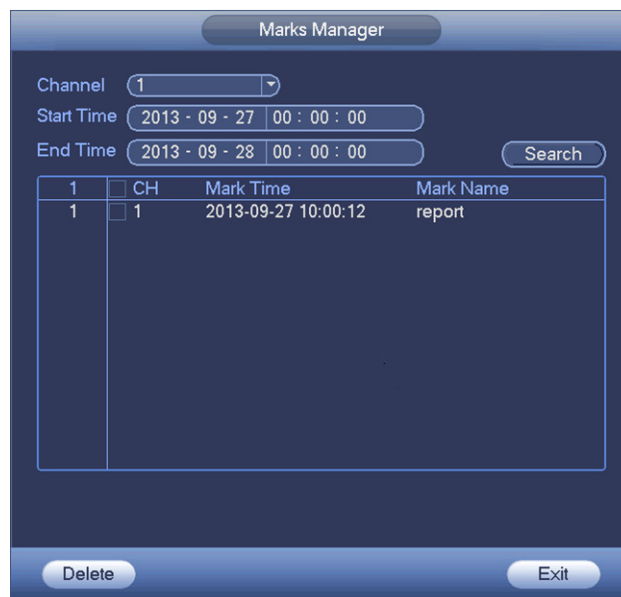 Marks Manager
Channel 1
Start Time 2013 - 09 - 27 00 : 00 : 00
End Time 2013 - 09 - 28 00 : 00 : 00
Search
1 CH Mark Time Mark Name
1 1 2013-09-27 10:00:12 report
Delete Exit